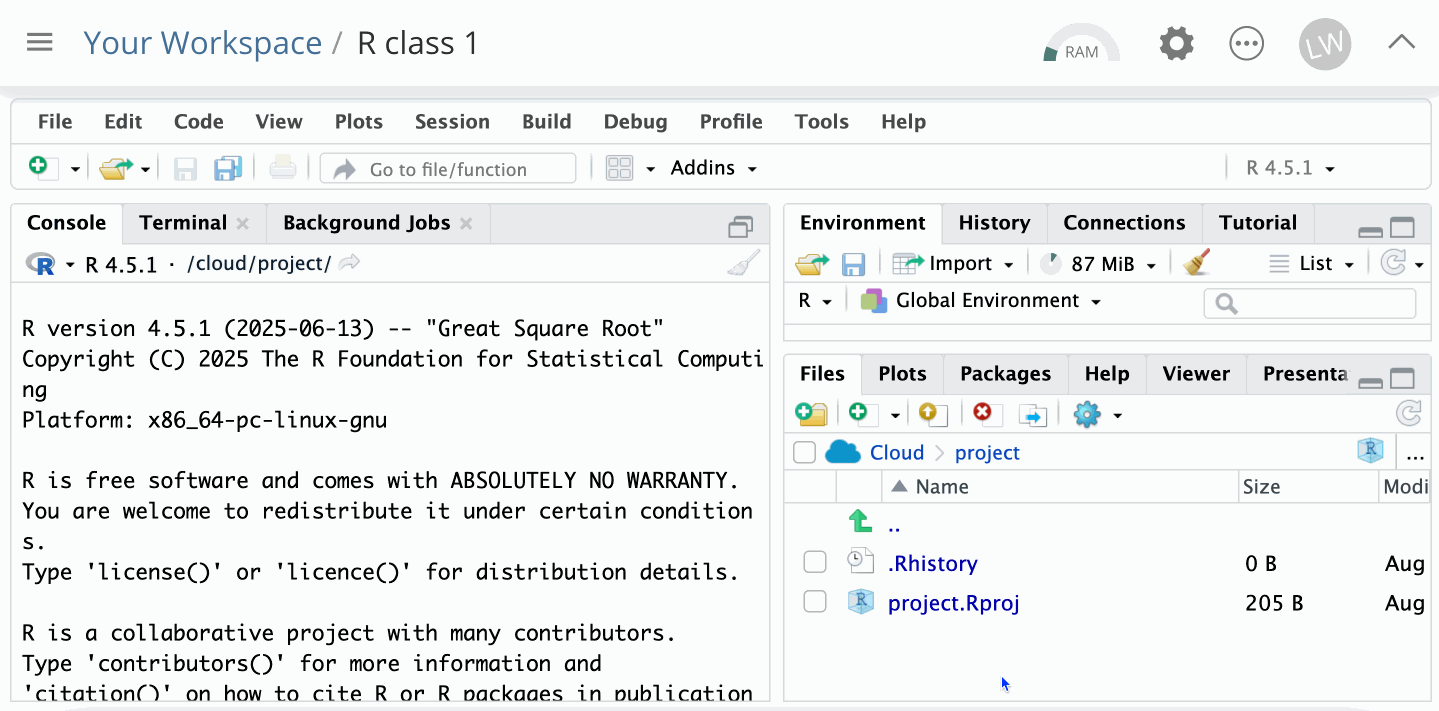 Your Workspace / R class 1
RAM
LW
File Edit Code View Plots Session Build Debug Profile Tools Help
Go to file/function
Addins
R 4.5.1
Console Terminal Background Jobs
R 4.5.1 · /cloud/project/
R version 4.5.1 (2025-06-13) -- "Great Square Root"
Copyright (C) 2025 The R Foundation for Statistical Computi
ng
Platform: x86_64-pc-linux-gnu
R is free software and comes with ABSOLUTELY NO WARRANTY.
You are welcome to redistribute it under certain condition
s.
Type 'license()' or 'licence()' for distribution details.
R is a collaborative project with many contributors.
Type 'contributors()' for more information and
'citation()' on how to cite R or R packages in publication
Environment History Connections Tutorial
Import 87 MiB List
R Global Environment
Files Plots Packages Help Viewer Presenta
Cloud project R ...
Name Size Modi
..
.Rhistory 0 B Aug
R project.Rproj 205 B Aug